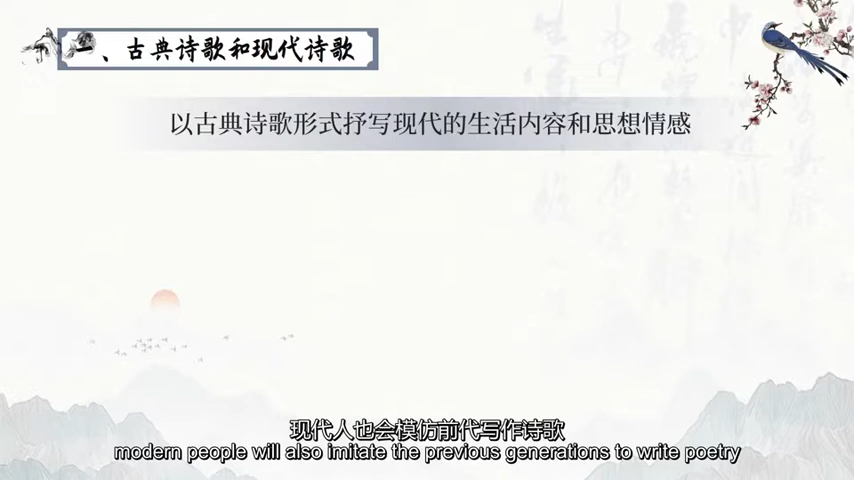 一、古典诗歌和现代诗歌
以古典诗歌形式抒写现代的生活内容和思想情感
现代人也会模仿前代写作诗歌
modern people will also imitate the previous generations to write poetry